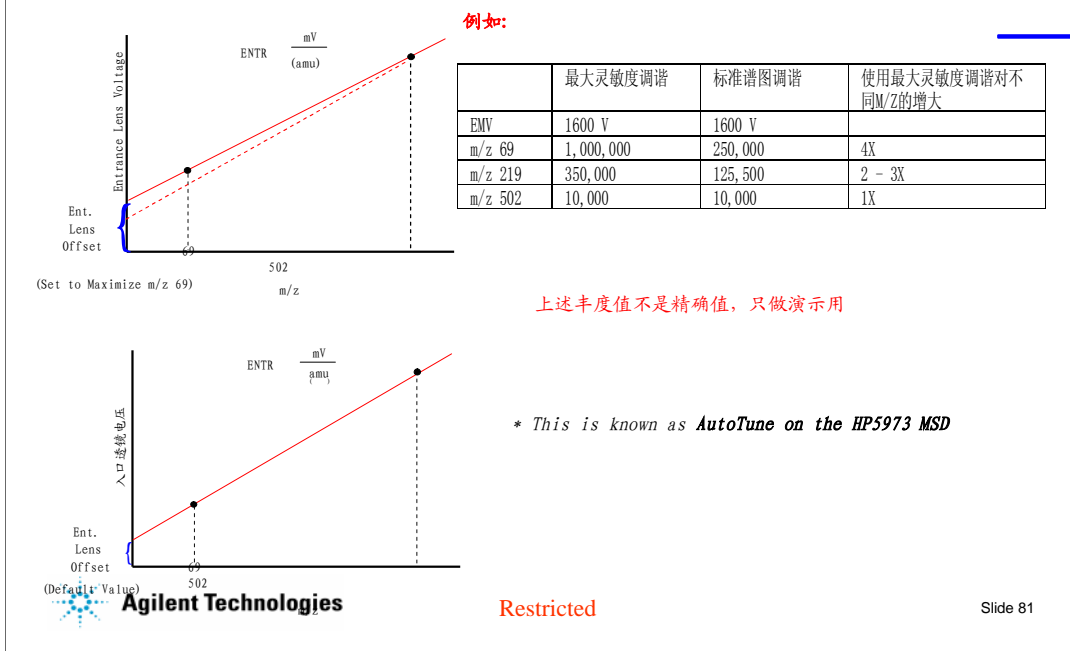 例如:
ENTR mV
(amu)
Entrance Lens Voltage
Ent.
Lens
Offset
69
502
(Set to Maximize m/z 69)
m/z
最大灵敏度调谐 标准谱图调谐 使用最大灵敏度调谐对不
同M/Z的增大
EMV 1600 V 1600 V
m/z 69 1,000,000 250,000 4X
m/z 219 350,000 125,500 2 - 3X
m/z 502 10,000 10,000 1X
上述丰度值不是精确值，只做演示用
ENTR mV
(amu)
入口透镜电压
Ent.
Lens
Offset
69
(Default Value)
502
m/z
* This is known as AutoTune on the HP5973 MSD
Agilent Technologies
Restricted
Slide 81